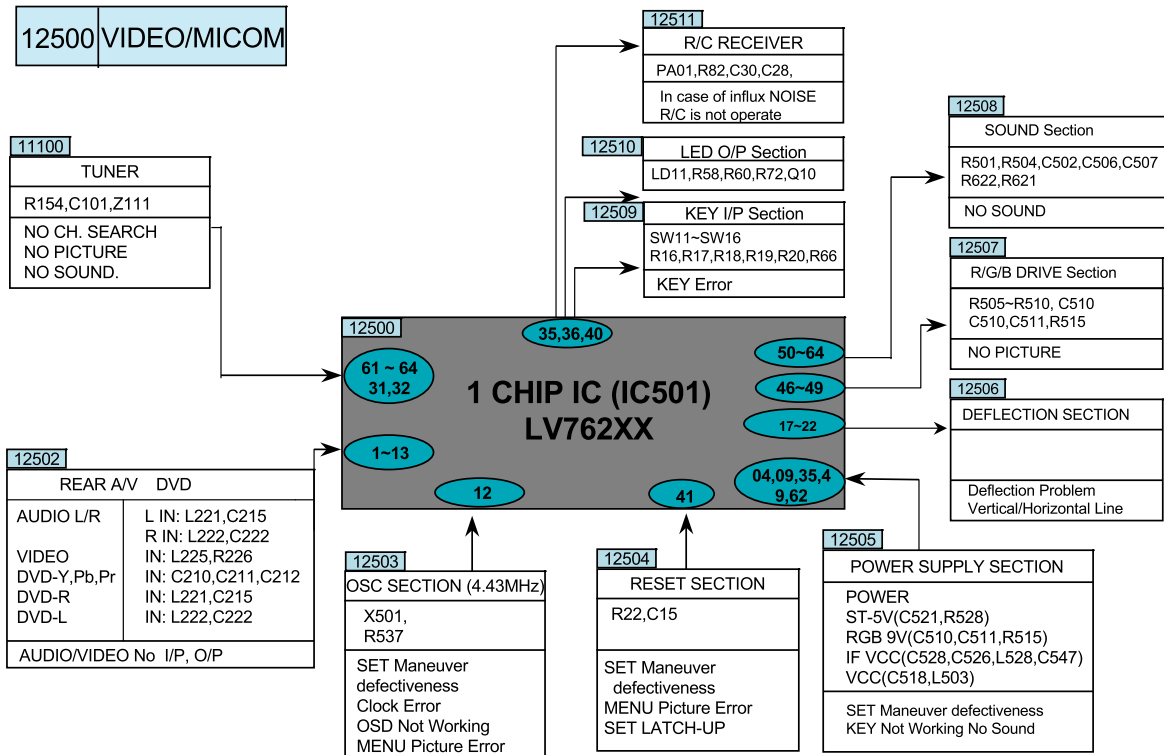 12500 VIDEO/MICOM
12511
R/C RECEIVER
PA01,R82,C30,C28,
In case of influx NOISE
R/C is not operate
12510
LED O/P Section
LD11,R58,R60,R72,Q10
12509
KEY I/P Section
SW11~SW16
R16,R17,R18,R19,R20,R66
KEY Error
12508
SOUND Section
R501,R504,C502,C506,C507
R622,R621
NO SOUND
12507
R/G/B DRIVE Section
R505~R510, C510
C510,C511,R515
NO PICTURE
12506
DEFLECTION SECTION
Deflection Problem
Vertical/Horizontal Line
11100
TUNER
R154,C101,Z111
NO CH. SEARCH
NO PICTURE
NO SOUND.
12500
35,36,40
61 ~ 64
31,32
1~13
12
41
50~64
46~49
17~22
04,09,35,4
9,62
1 CHIP IC (IC501)
LV762XX
12502
REAR A/V DVD
AUDIO L/R L IN: L221,C215
R IN: L222,C222
VIDEO IN: L225,R226
DVD-Y,Pb,Pr IN: C210,C211,C212
DVD-R IN: L221,C215
DVD-L IN: L222,C222
AUDIO/VIDEO No I/P, O/P
12503
OSC SECTION (4.43MHz)
X501,
R537
SET Maneuver
defectiveness
Clock Error
OSD Not Working
MENU Picture Error
12504
RESET SECTION
R22,C15
SET Maneuver
defectiveness
MENU Picture Error
SET LATCH-UP
12505
POWER SUPPLY SECTION
POWER
ST-5V(C521,R528)
RGB 9V(C510,C511,R515)
IF VCC(C528,C526,L528,C547)
VCC(C518,L503)
SET Maneuver defectiveness
KEY Not Working No Sound